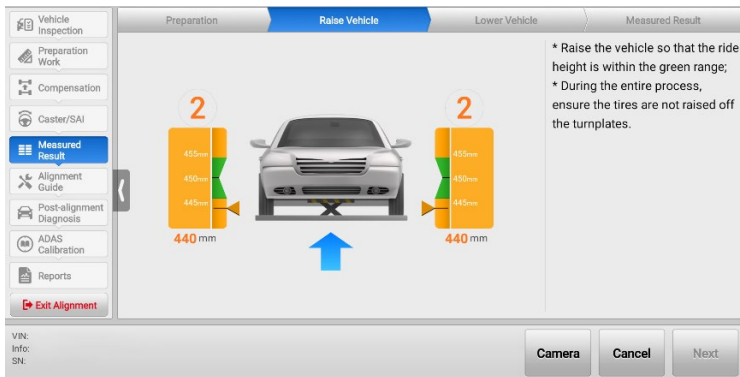 Vehicle
Inspection
Preparation
Work
Compensation
Caster/SAI
Measured
Result
Alignment
Guide
Post-alignment
Diagnosis
ADAS
Calibration
Reports
Exit Alignment
Preparation
Raise Vehicle
Lower Vehicle
Measured Result
2
455mm
450mm
445mm
440 mm
2
455mm
450mm
445mm
440 mm
* Raise the vehicle so that the ride
height is within the green range;
* During the entire process,
ensure the tires are not raised off
the turnplates.
VIN:
Info:
SN:
Camera
Cancel
Next